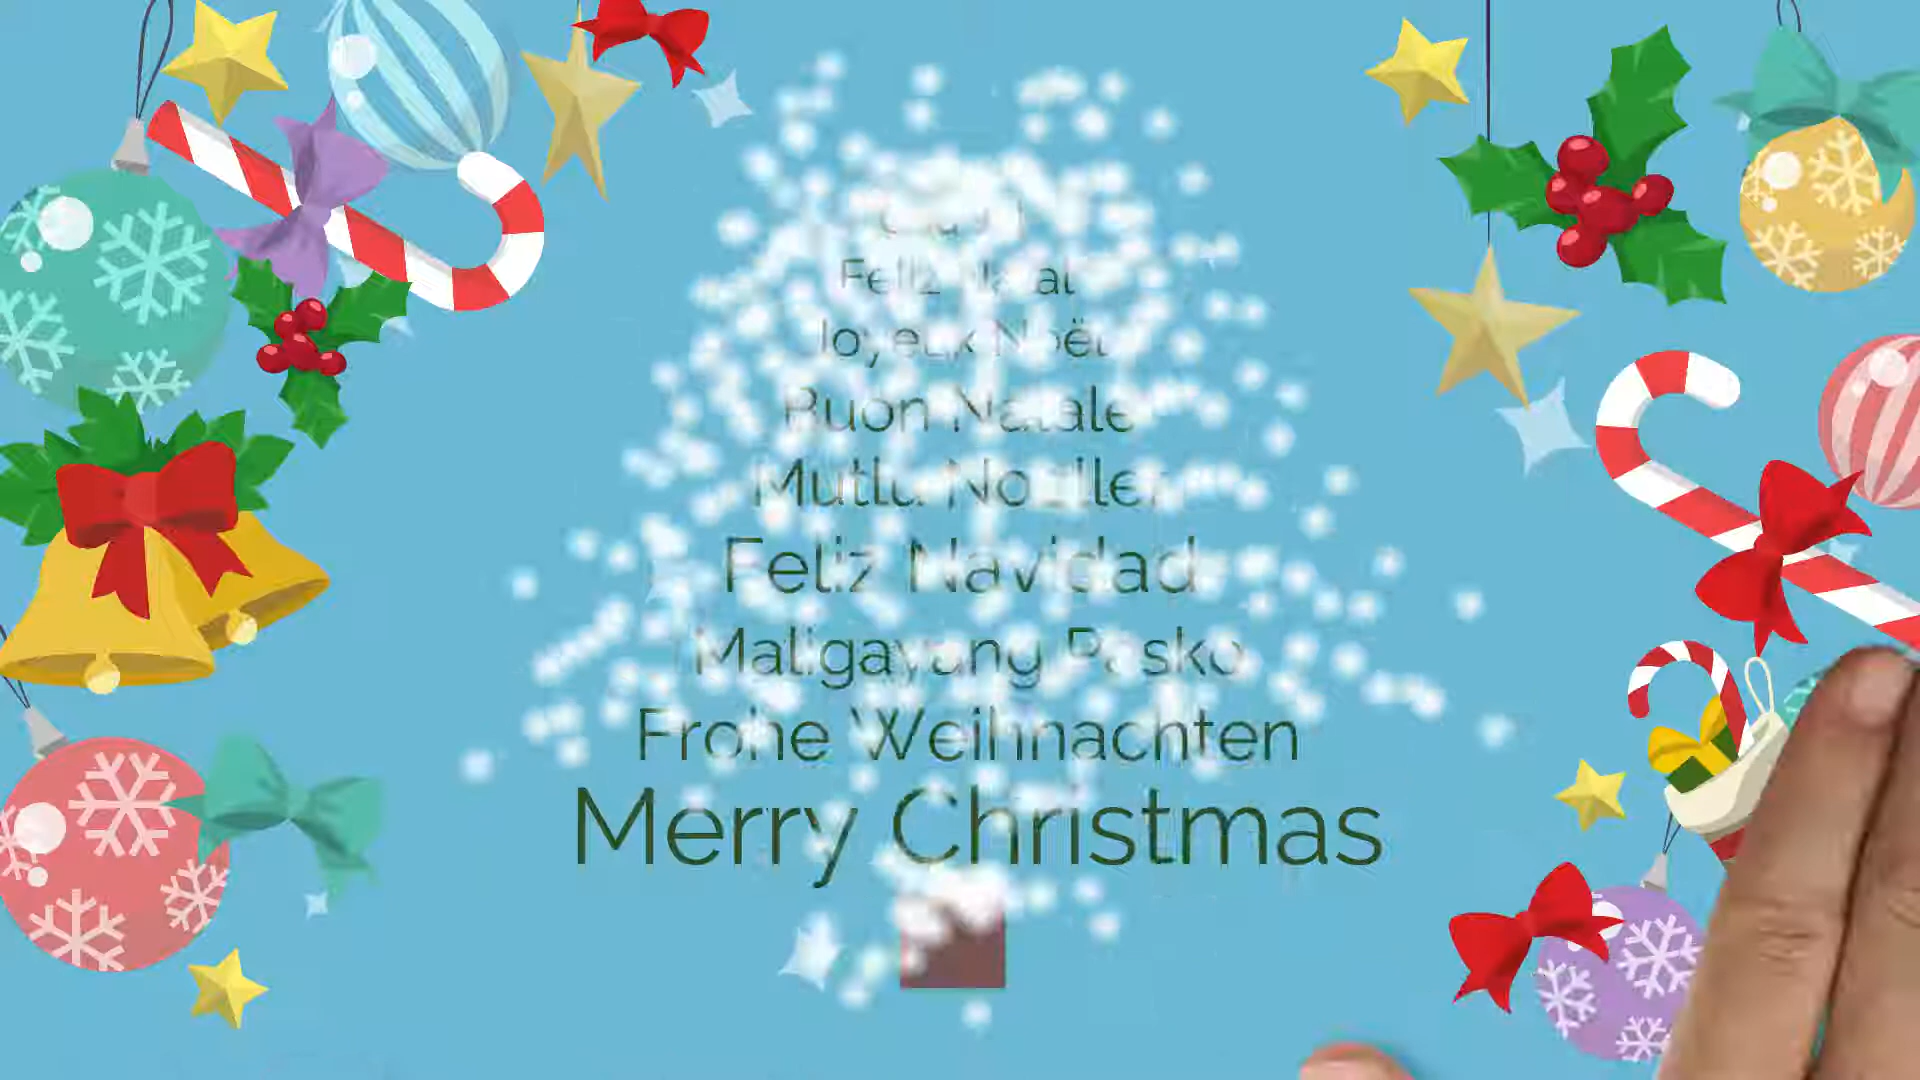 Feliz Natal
Joyeux Noël
Buon Natale
Mutlu Noeller
Feliz Navidad
Maligayang Pasko
Frohe Weihnachten
Merry Christmas